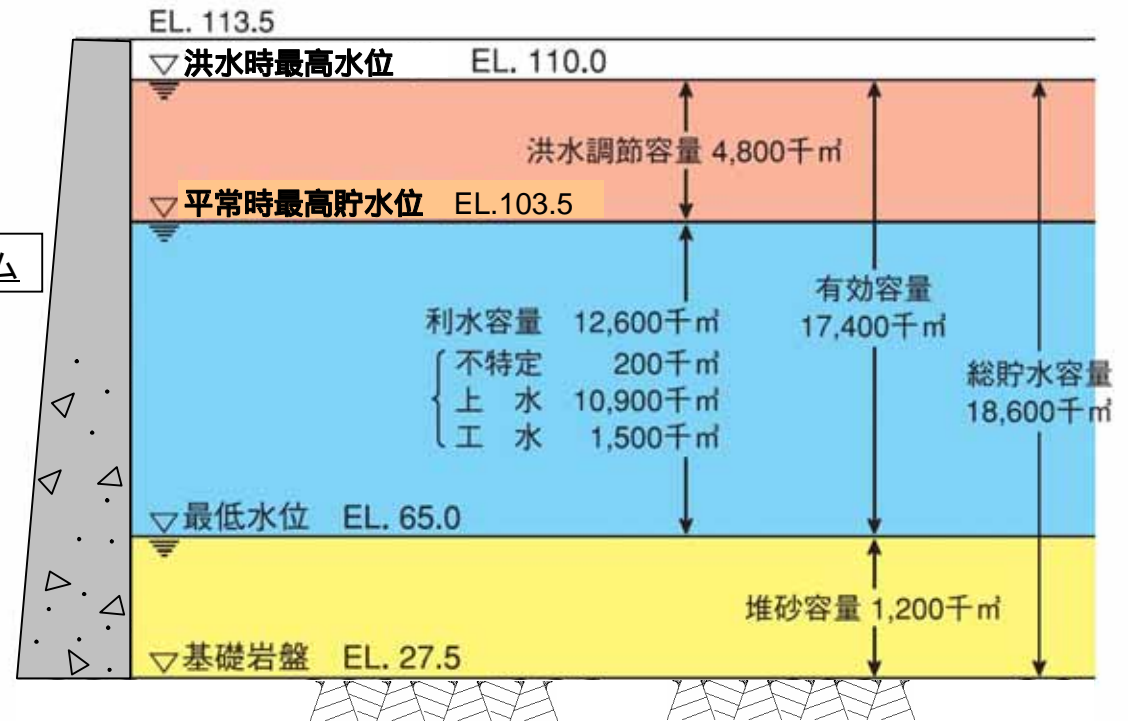 EL. 113.5
▽洪水時最高水位 EL. 110.0
洪水調節容量 4,800千㎥
▽平常時最高貯水位 EL.103.5
ム
有効容量
17,400千㎥
利水容量 12,600千㎥
不特定 200千㎥
上 水 10,900千㎥
工 水 1,500千㎥
総貯水容量
18,600千㎥
▽最低水位 EL. 65.0
堆砂容量 1,200千㎥
▽基礎岩盤 EL. 27.5